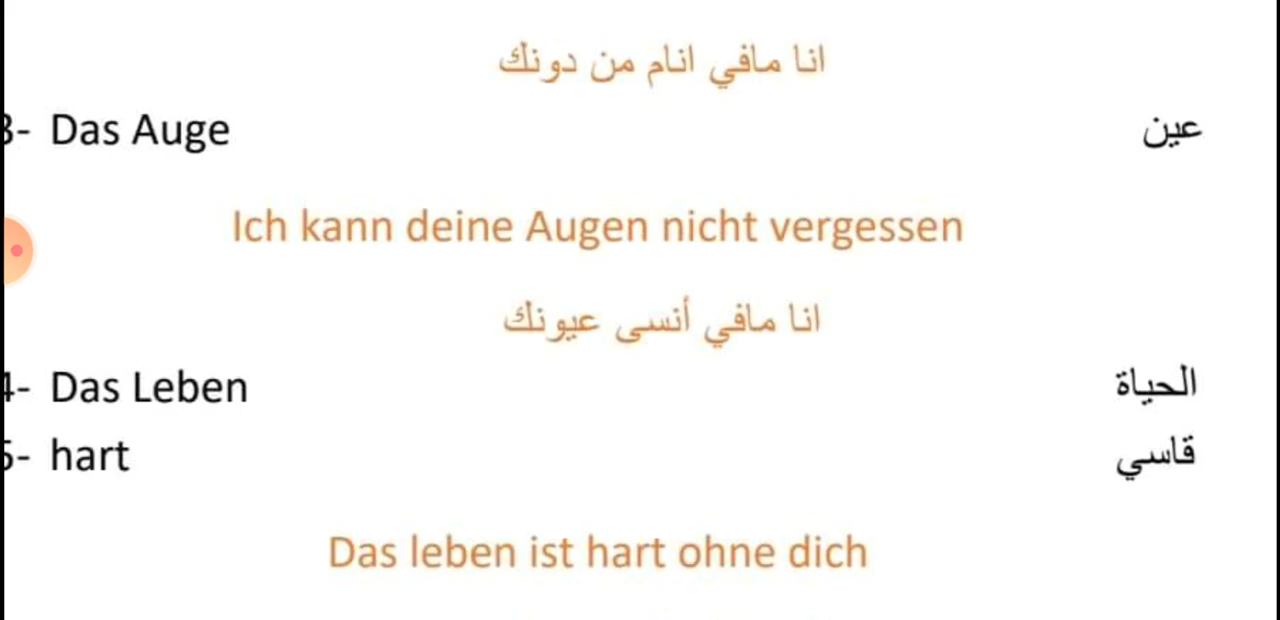 انا مافي انام من دونك
3- Das Auge عين
Ich kann deine Augen nicht vergessen
انا مافي أنسى عيونك
4- Das Leben الحياة
5- hart قاسي
Das leben ist hart ohne dich